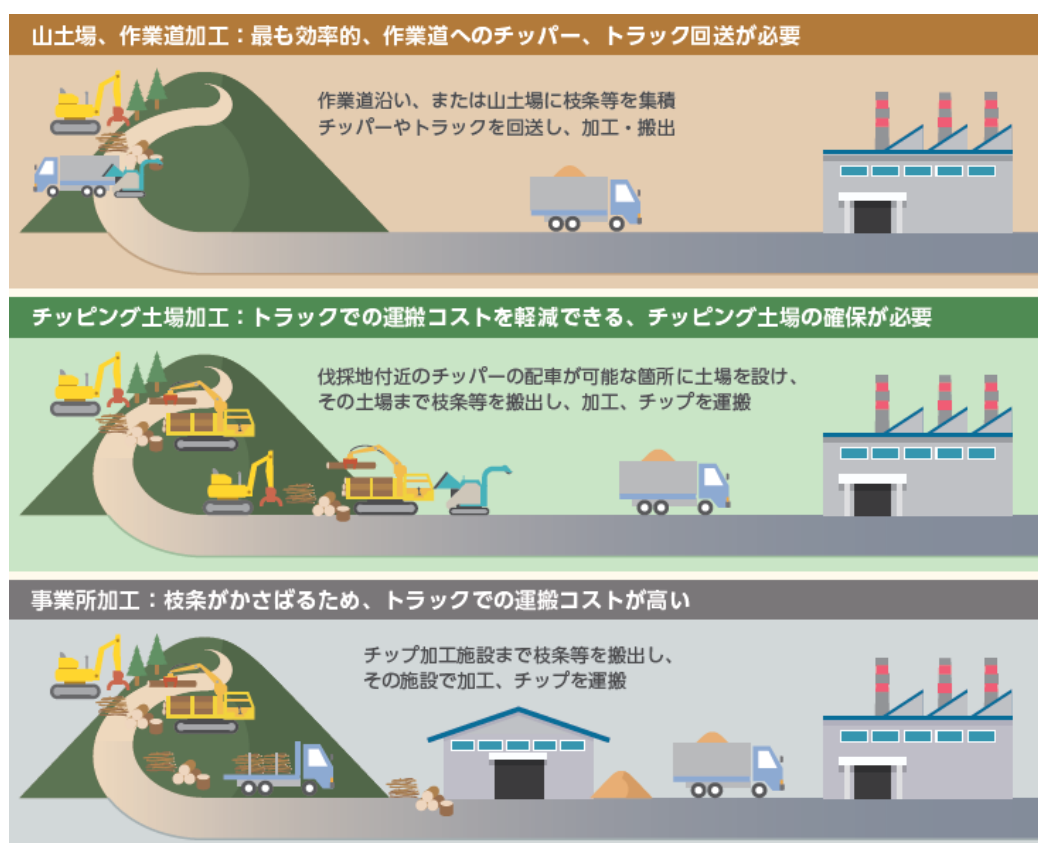 山土場、作業道加工：最も効率的、作業道へのチッパー、トラック回送が必要
作業道沿い、または山土場に枝条等を集積
チッパーやトラックを回送し、加工・搬出
チッピング土場加工：トラックでの運搬コストを軽減できる、チッピング土場の確保が必要
伐採地付近のチッパーの配車が可能な箇所に土場を設け、
その土場まで枝条等を搬出し、加工、チップを運搬
事業所加工：枝条がかさばるため、トラックでの運搬コストが高い
チップ加工施設まで枝条等を搬出し、
その施設で加工、チップを運搬